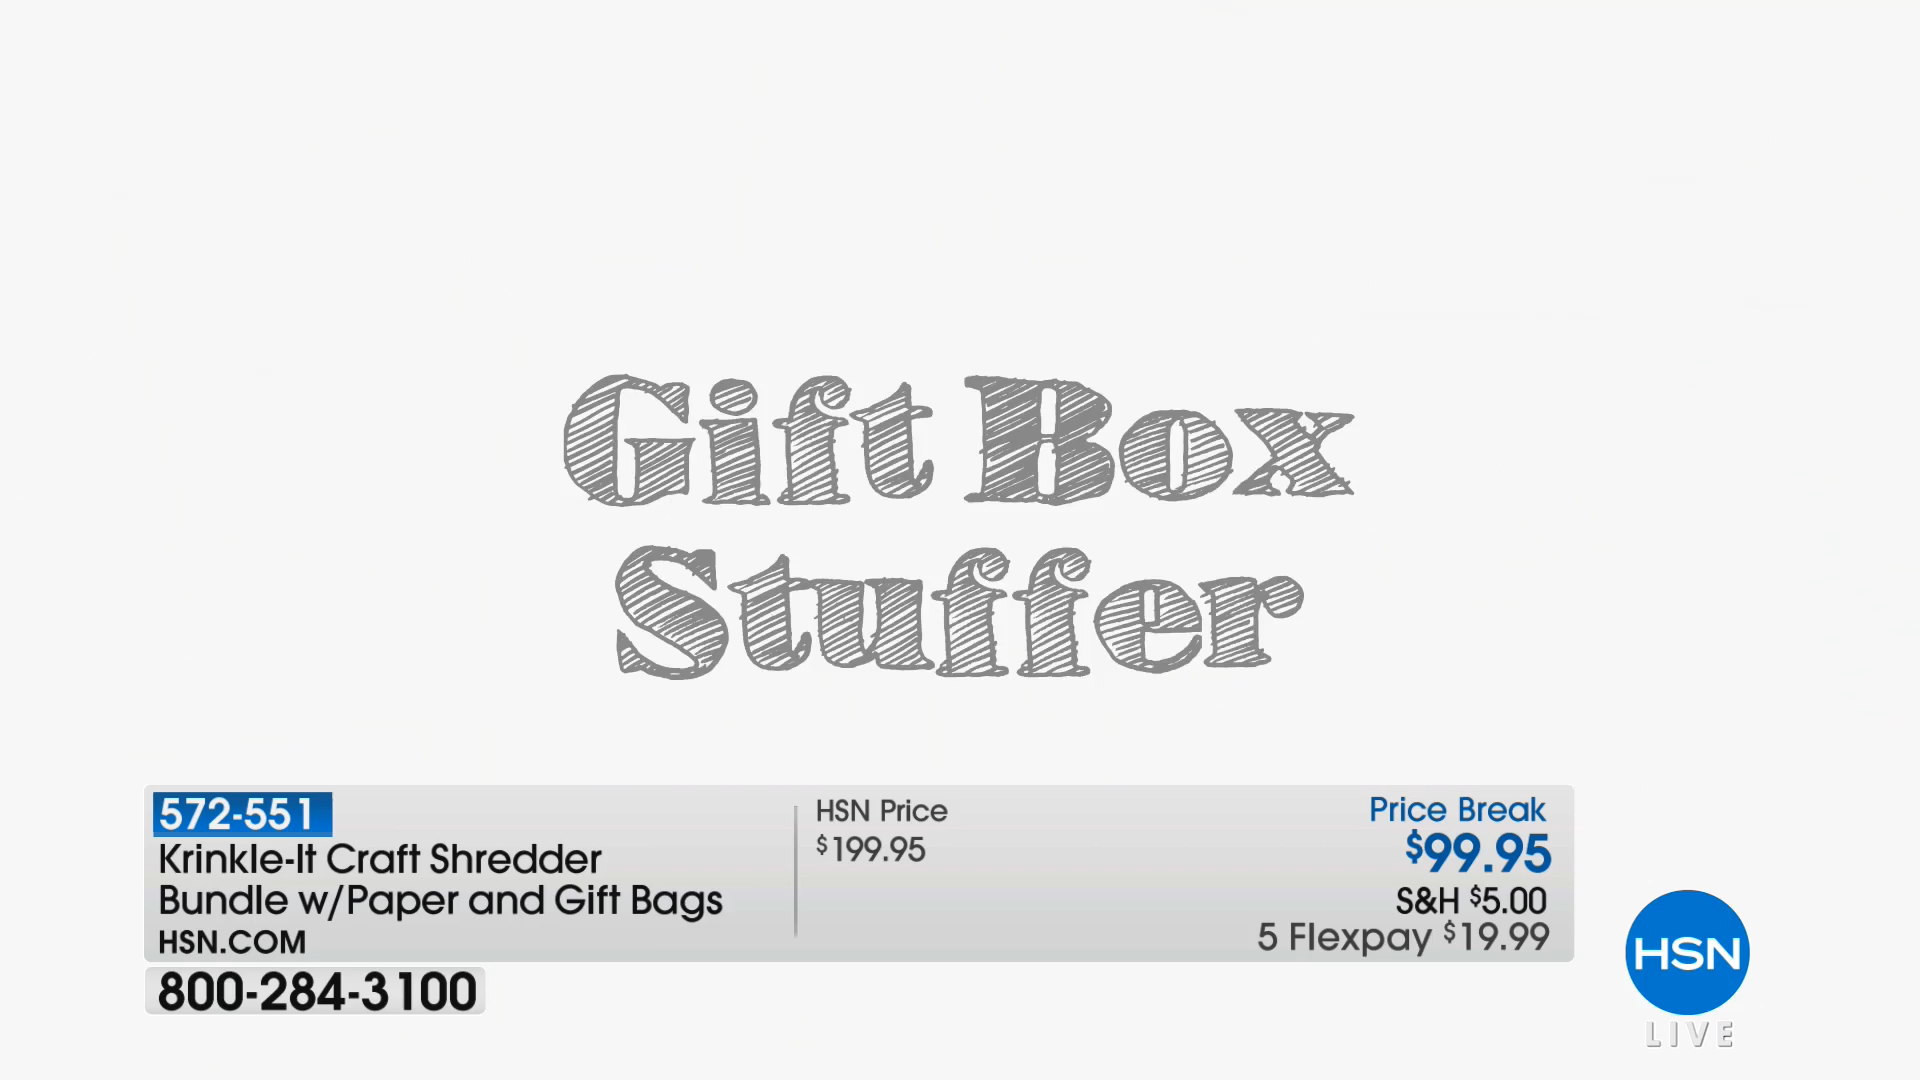 Gift Box
Stuffer
572-551
Krinkle-It Craft Shredder
Bundle w/Paper and Gift Bags
HSN.COM
800-284-3100
HSN Price
$199.95
Price Break
$99.95
S&H $5.00
5 Flexpay $19.99
HSN
LIVE